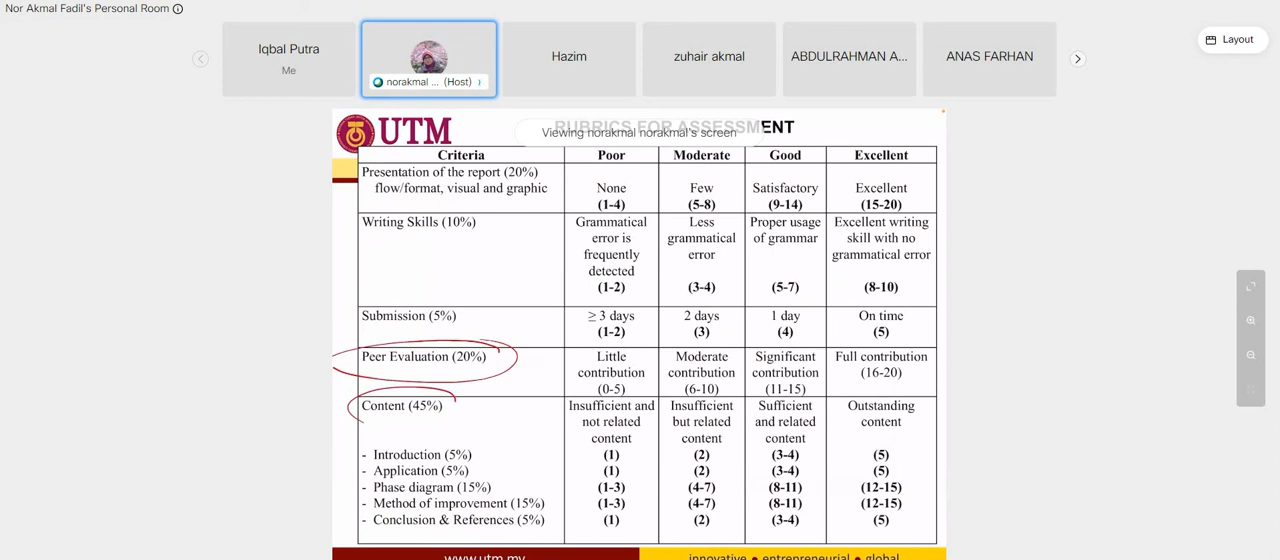 Nor Akmal Fadil's Personal Room
Layout
Iqbal Putra
Me
norakmal ... (Host)
Hazim
zuhair akmal
ABDULRAHMAN A...
ANAS FARHAN
UTM
RUBRICS FOR ASSESSMENT
Viewing norakmal norakmal's screen
Criteria Poor Moderate Good Excellent
Presentation of the report (20%)
flow/format, visual and graphic None Few Satisfactory Excellent
(1-4) (5-8) (9-14) (15-20)
Writing Skills (10%) Grammatical Less Proper usage Excellent writing
error is grammatical of grammar skill with no
frequently error grammatical error
detected
(1-2) (3-4) (5-7) (8-10)
Submission (5%) ≥ 3 days 2 days 1 day On time
(1-2) (3) (4) (5)
Peer Evaluation (20%) Little Moderate Significant Full contribution
contribution contribution contribution (16-20)
(0-5) (6-10) (11-15)
Content (45%) Insufficient and Insufficient Sufficient Outstanding
not related but related and related content
content content content
- Introduction (5%) (1) (2) (3-4) (5)
- Application (5%) (1) (2) (3-4) (5)
- Phase diagram (15%) (1-3) (4-7) (8-11) (12-15)
- Method of improvement (15%) (1-3) (4-7) (8-11) (12-15)
- Conclusion & References (5%) (1) (2) (3-4) (5)
www.utm.my innovative ● entrepreneurial ● global